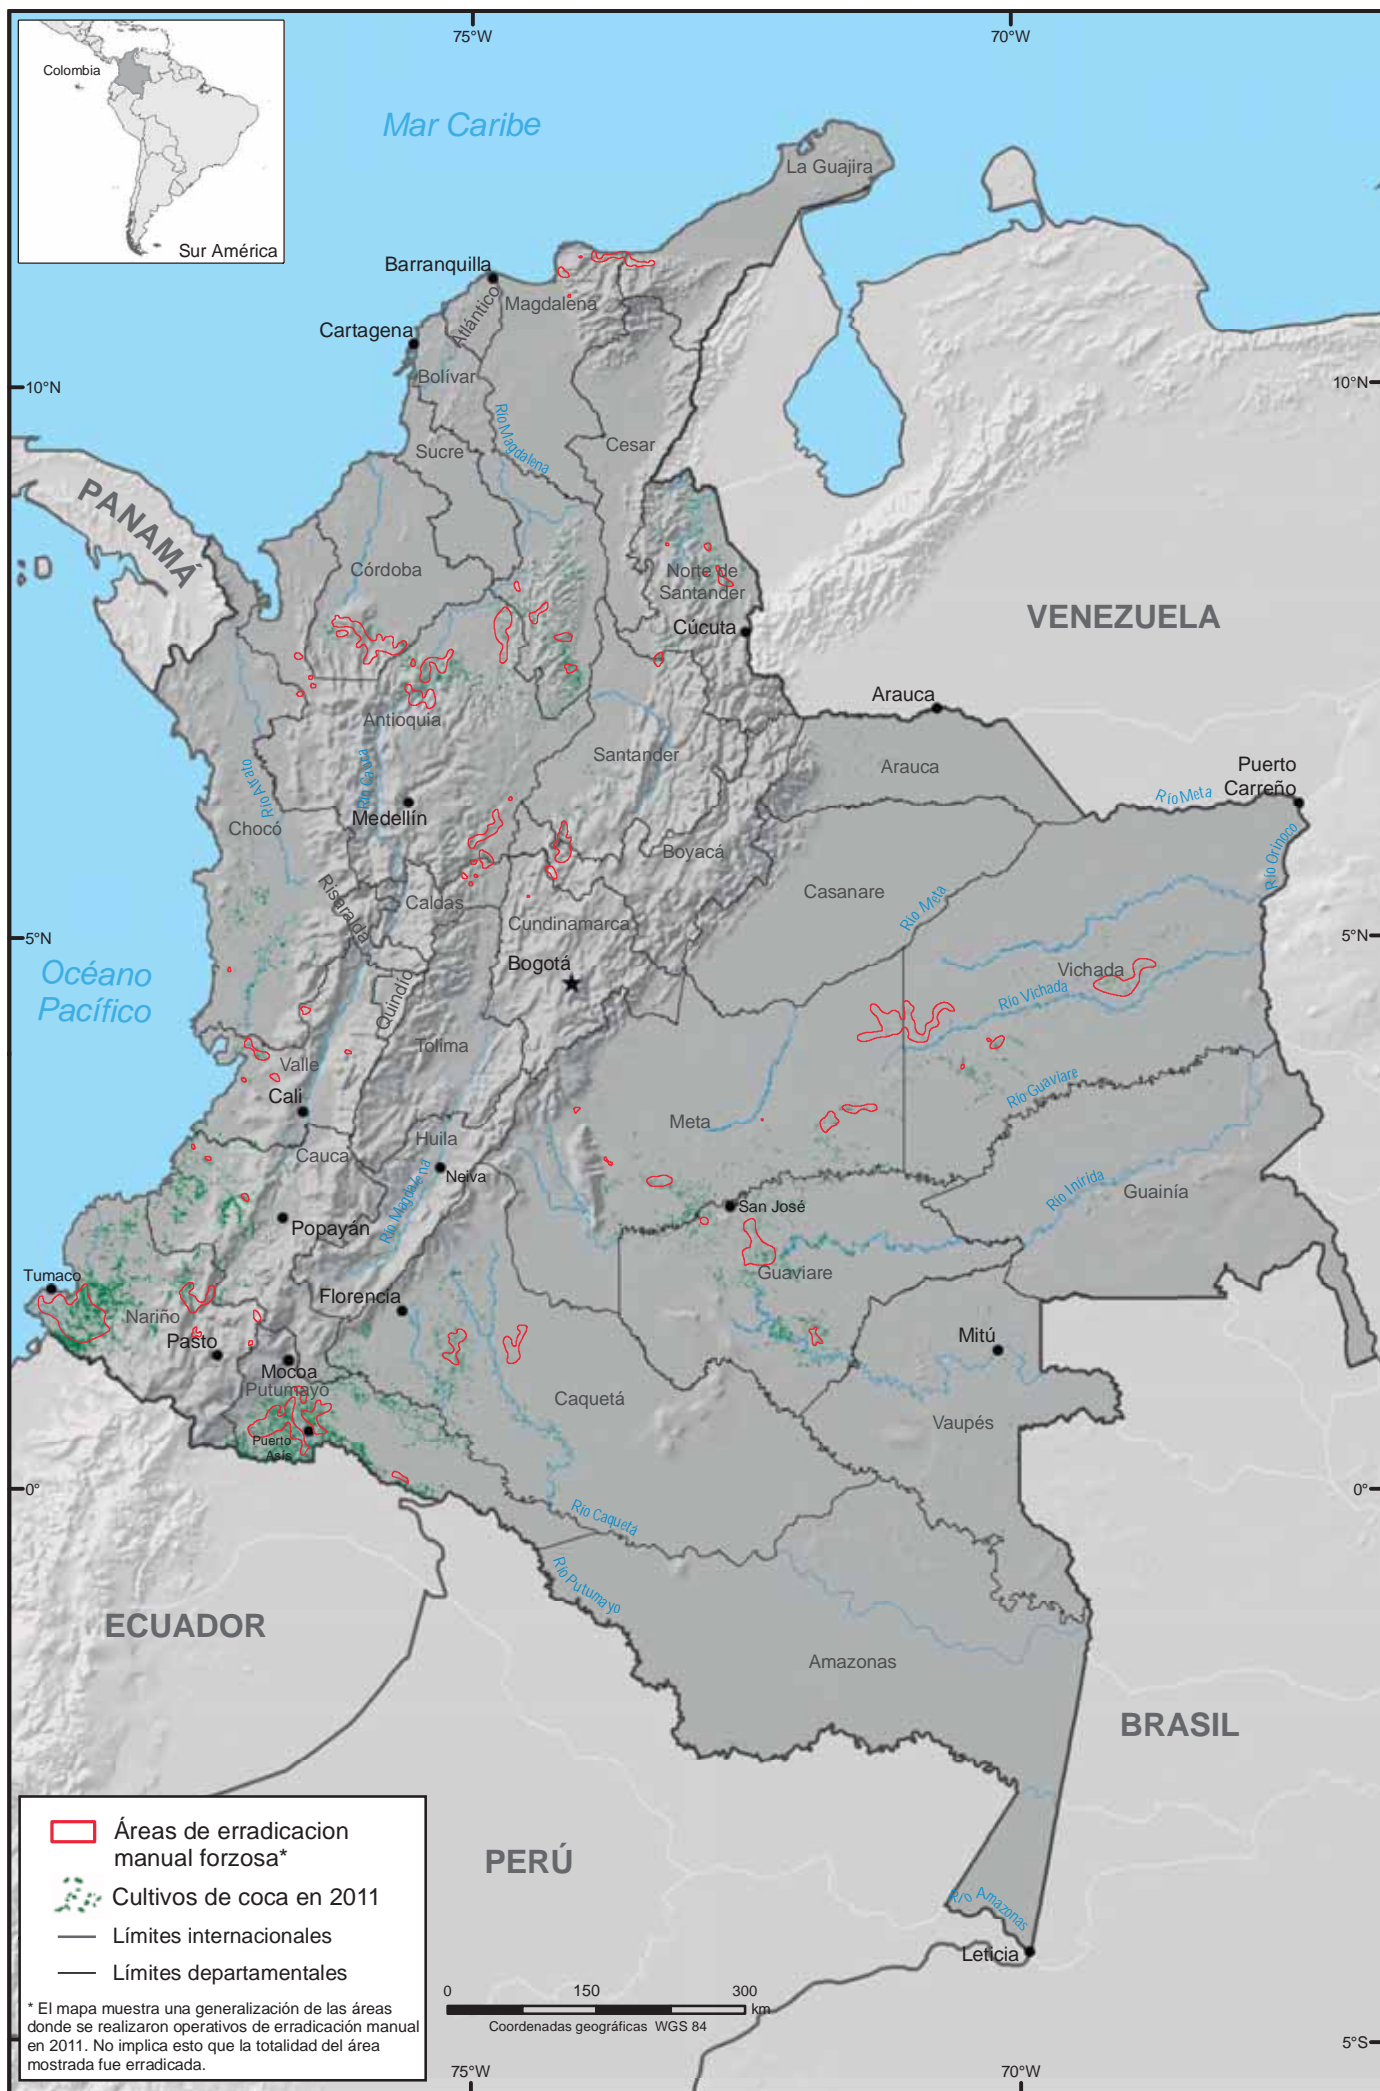 75°W
70°W
Colombia
Sur América
Mar Caribe
La Guajira
Barranquilla
Magdalena
Atlántico
Cartagena
Bolívar
10°N
10°N
Río Magdalena
Sucre
Cesar
PANAMÁ
Córdoba
Norte de
Santander
Cúcuta
VENEZUELA
Arauca
Antioquia
Santander
Arauca
Puerto
Carreño
Río Meta
Río Atrato
Río Cauca
Medellín
Chocó
Boyacá
Río Orinoco
Risaralda
Caldas
Casanare
Río Meta
Cundinamarca
5°N
5°N
Océano
Pacífico
Bogotá
Vichada
Quindío
Río Vichada
Tolima
Valle
Cali
Río Guaviare
Meta
Huila
Cauca
Neiva
Río Magdalena
Río Inírida
Guainía
San José
Popayán
Tumaco
Guaviare
Nariño
Florencia
Pasto
Mitú
Mocoa
Putumayo
Caquetá
Vaupés
Puerto
Asís
0°
0°
Río Caquetá
Río Putumayo
ECUADOR
Amazonas
BRASIL
PERÚ
Río Amazonas
Leticia
Áreas de erradicacion
manual forzosa*
Cultivos de coca en 2011
Límites internacionales
Límites departamentales
* El mapa muestra una generalización de las áreas
donde se realizaron operativos de erradicación manual
en 2011. No implica esto que la totalidad del área
mostrada fue erradicada.
0 150 300
km
Coordenadas geográficas WGS 84
5°S
75°W
70°W